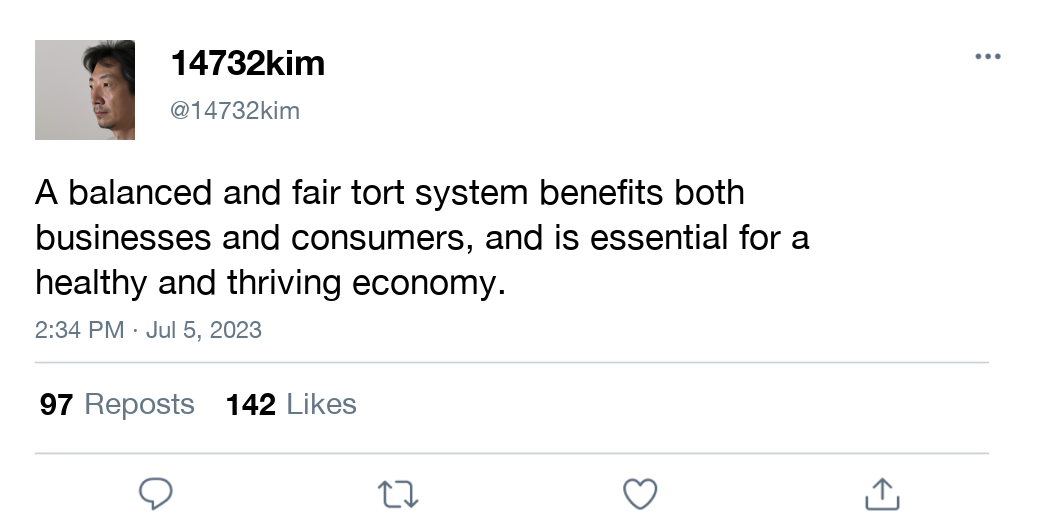 14732kim
@14732kim
A balanced and fair tort system benefits both
businesses and consumers, and is essential for a
healthy and thriving economy.
2:34 PM · Jul 5, 2023
97 Reposts 142 Likes